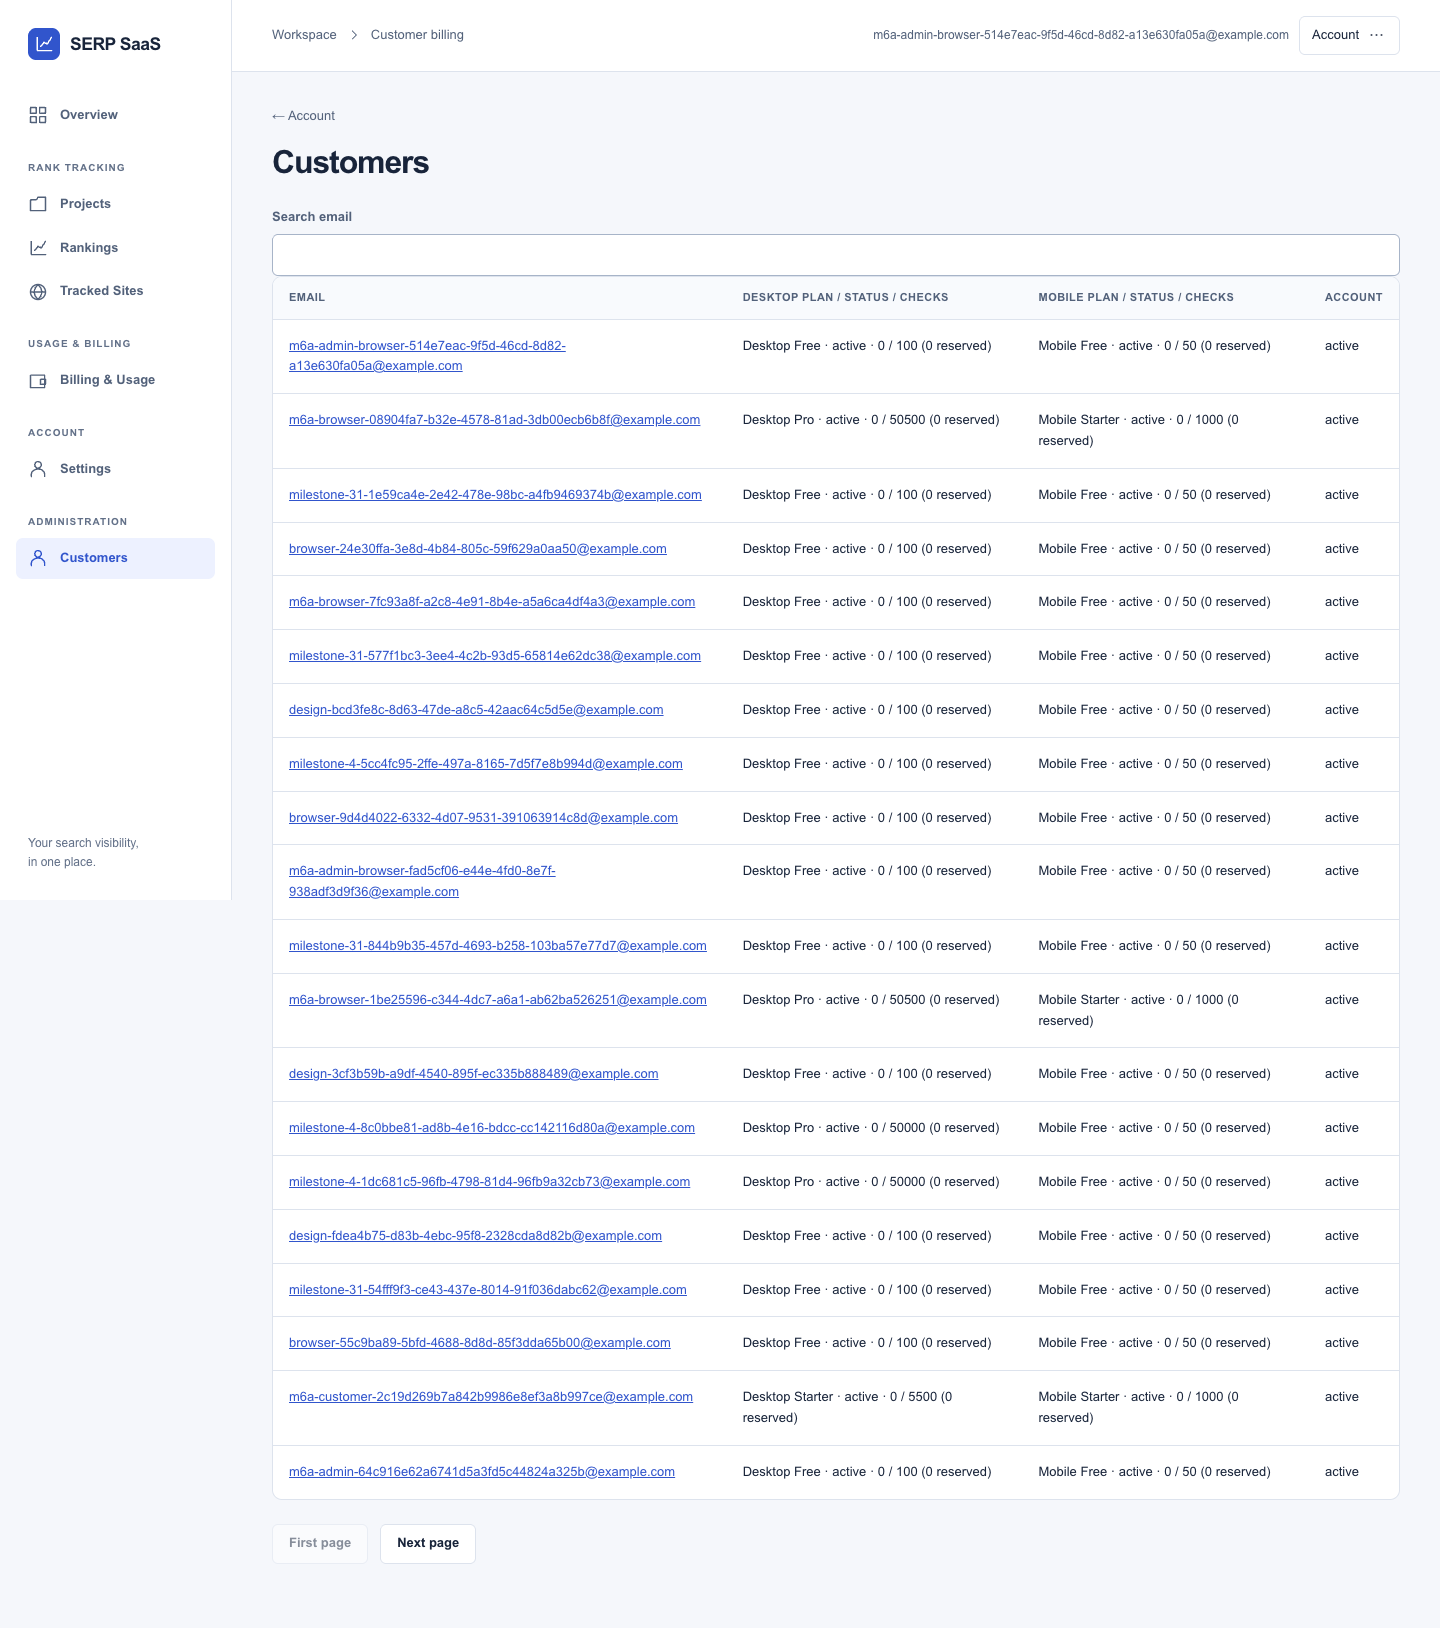 SERP SaaS
Overview
RANK TRACKING
Projects
Rankings
Tracked Sites
USAGE & BILLING
Billing & Usage
ACCOUNT
Settings
ADMINISTRATION
Customers
Your search visibility,
in one place.
Workspace > Customer billing
m6a-admin-browser-514e7eac-9f5d-46cd-8d82-a13e630fa05a@example.com
Account ···
← Account
Customers
Search email
EMAIL DESKTOP PLAN / STATUS / CHECKS MOBILE PLAN / STATUS / CHECKS ACCOUNT
m6a-admin-browser-514e7eac-9f5d-46cd-8d82- Desktop Free · active · 0 / 100 (0 reserved) Mobile Free · active · 0 / 50 (0 reserved) active
a13e630fa05a@example.com
m6a-browser-08904fa7-b32e-4578-81ad-3db00ecb6b8f@example.com Desktop Pro · active · 0 / 50500 (0 reserved) Mobile Starter · active · 0 / 1000 (0 active
reserved)
milestone-31-1e59ca4e-2e42-478e-98bc-a4fb9469374b@example.com Desktop Free · active · 0 / 100 (0 reserved) Mobile Free · active · 0 / 50 (0 reserved) active
browser-24e30ffa-3e8d-4b84-805c-59f629a0aa50@example.com Desktop Free · active · 0 / 100 (0 reserved) Mobile Free · active · 0 / 50 (0 reserved) active
m6a-browser-7fc93a8f-a2c8-4e91-8b4e-a5a6ca4df4a3@example.com Desktop Free · active · 0 / 100 (0 reserved) Mobile Free · active · 0 / 50 (0 reserved) active
milestone-31-577f1bc3-3ee4-4c2b-93d5-65814e62dc38@example.com Desktop Free · active · 0 / 100 (0 reserved) Mobile Free · active · 0 / 50 (0 reserved) active
design-bcd3fe8c-8d63-47de-a8c5-42aac64c5d5e@example.com Desktop Free · active · 0 / 100 (0 reserved) Mobile Free · active · 0 / 50 (0 reserved) active
milestone-4-5cc4fc95-2ffe-497a-8165-7d5f7e8b994d@example.com Desktop Free · active · 0 / 100 (0 reserved) Mobile Free · active · 0 / 50 (0 reserved) active
browser-9d4d4022-6332-4d07-9531-391063914c8d@example.com Desktop Free · active · 0 / 100 (0 reserved) Mobile Free · active · 0 / 50 (0 reserved) active
m6a-admin-browser-fad5cf06-e44e-4fd0-8e7f- Desktop Free · active · 0 / 100 (0 reserved) Mobile Free · active · 0 / 50 (0 reserved) active
938adf3d9f36@example.com
milestone-31-844b9b35-457d-4693-b258-103ba57e77d7@example.com Desktop Free · active · 0 / 100 (0 reserved) Mobile Free · active · 0 / 50 (0 reserved) active
m6a-browser-1be25596-c344-4dc7-a6a1-ab62ba526251@example.com Desktop Pro · active · 0 / 50500 (0 reserved) Mobile Starter · active · 0 / 1000 (0 active
reserved)
design-3cf3b59b-a9df-4540-895f-ec335b888489@example.com Desktop Free · active · 0 / 100 (0 reserved) Mobile Free · active · 0 / 50 (0 reserved) active
milestone-4-8c0bbe81-ad8b-4e16-bdcc-cc142116d80a@example.com Desktop Pro · active · 0 / 50000 (0 reserved) Mobile Free · active · 0 / 50 (0 reserved) active
milestone-4-1dc681c5-96fb-4798-81d4-96fb9a32cb73@example.com Desktop Pro · active · 0 / 50000 (0 reserved) Mobile Free · active · 0 / 50 (0 reserved) active
design-fdea4b75-d83b-4ebc-95f8-2328cda8d82b@example.com Desktop Free · active · 0 / 100 (0 reserved) Mobile Free · active · 0 / 50 (0 reserved) active
milestone-31-54fff9f3-ce43-437e-8014-91f036dabc62@example.com Desktop Free · active · 0 / 100 (0 reserved) Mobile Free · active · 0 / 50 (0 reserved) active
browser-55c9ba89-5bfd-4688-8d8d-85f3dda65b00@example.com Desktop Free · active · 0 / 100 (0 reserved) Mobile Free · active · 0 / 50 (0 reserved) active
m6a-customer-2c19d269b7a842b9986e8ef3a8b997ce@example.com Desktop Starter · active · 0 / 5500 (0 Mobile Starter · active · 0 / 1000 (0 active
reserved) reserved)
m6a-admin-64c916e62a6741d5a3fd5c44824a325b@example.com Desktop Free · active · 0 / 100 (0 reserved) Mobile Free · active · 0 / 50 (0 reserved) active
First page Next page